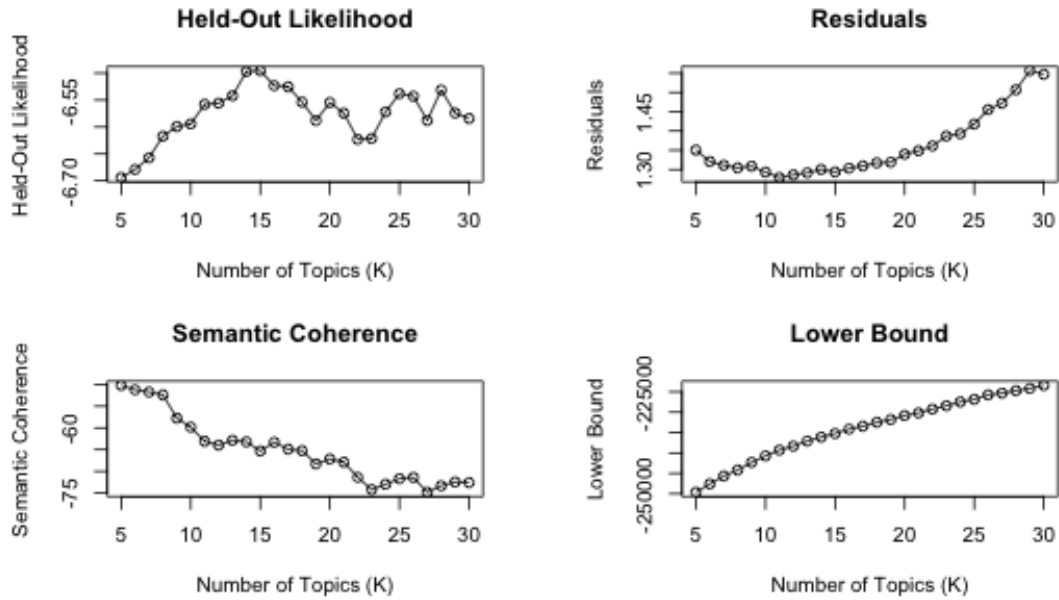 Held-Out Likelihood
Held-Out Likelihood
-6.55
-6.70
5 10 15 20 25 30
Number of Topics (K)
Residuals
Residuals
1.45
1.30
5 10 15 20 25 30
Number of Topics (K)
Semantic Coherence
Semantic Coherence
-60
-75
5 10 15 20 25 30
Number of Topics (K)
Lower Bound
Lower Bound
-225000
-250000
5 10 15 20 25 30
Number of Topics (K)